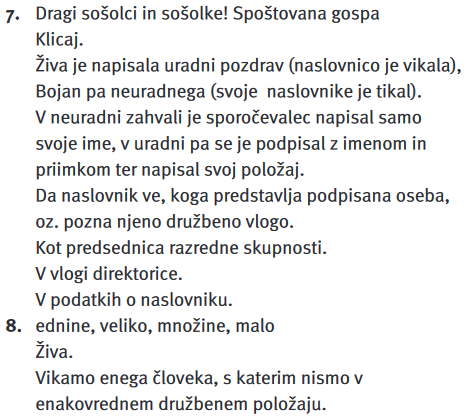 7. Dragi sošolci in sošolke! Spoštovana gospa
Klicaj.
Živa je napisala uradni pozdrav (naslovnico je vikala),
Bojan pa neuradnega (svoje naslovnike je tikal).
V neuradni zahvali je sporočevalec napisal samo
svoje ime, v uradni pa se je podpisal z imenom in
priimkom ter napisal svoj položaj.
Da naslovnik ve, koga predstavlja podpisana oseba,
oz. pozna njeno družbeno vlogo.
Kot predsednica razredne skupnosti.
V vlogi direktorice.
V podatkih o naslovniku.
8. ednine, veliko, množine, malo
Živa.
Vikamo enega človeka, s katerim nismo v
enakovrednem družbenem položaju.